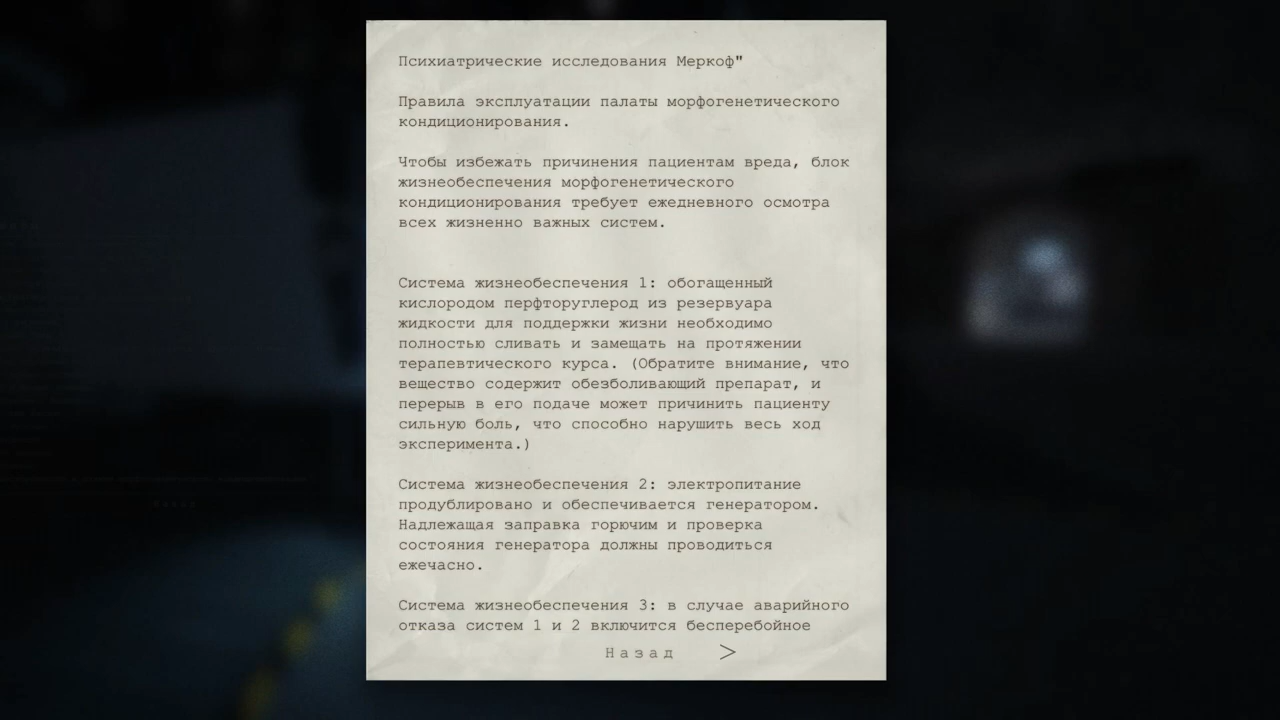 Психиатрические исследования Меркоф"
Правила эксплуатации палаты морфогенетического
кондиционирования.
Чтобы избежать причинения пациентам вреда, блок
жизнеобеспечения морфогенетического
кондиционирования требует ежедневного осмотра
всех жизненно важных систем.
Система жизнеобеспечения 1: обогащенный
кислородом перфторуглерод из резервуара
жидкости для поддержки жизни необходимо
полностью сливать и замещать на протяжении
терапевтического курса. (Обратите внимание, что
вещество содержит обезболивающий препарат, и
перерыв в его подаче может причинить пациенту
сильную боль, что способно нарушить весь ход
эксперимента.)
Система жизнеобеспечения 2: электропитание
продублировано и обеспечивается генератором.
Надлежащая заправка горючим и проверка
состояния генератора должны проводиться
ежечасно.
Система жизнеобеспечения 3: в случае аварийного
отказа систем 1 и 2 включится бесперебойное
Назад >